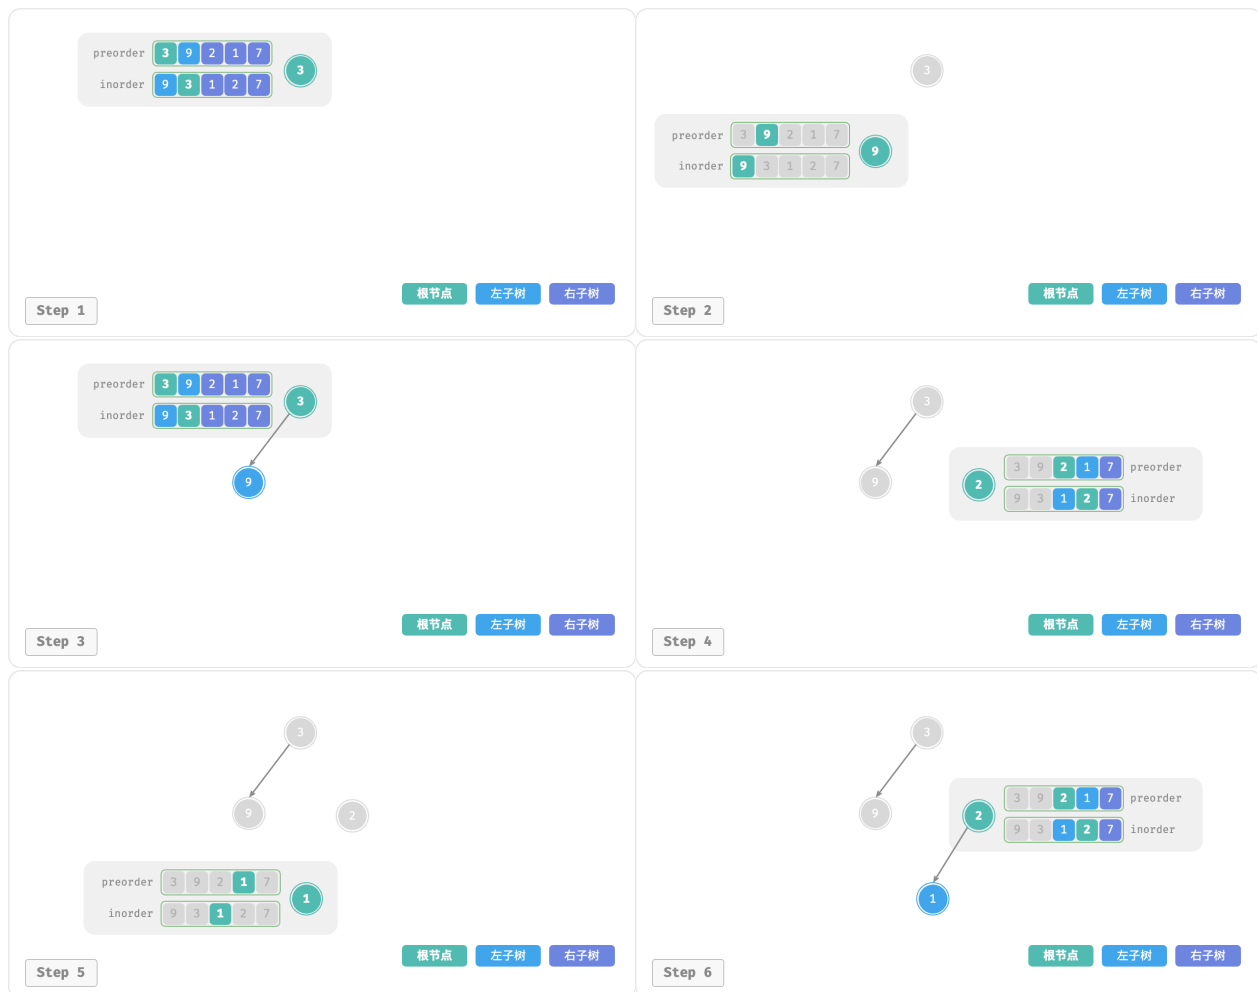 preorder 3 9 2 1 7
3
inorder 9 3 1 2 7
根节点 左子树 右子树
Step 1
3
preorder 3 9 2 1 7
9
inorder 9 3 1 2 7
根节点 左子树 右子树
Step 2
preorder 3 9 2 1 7
3
inorder 9 3 1 2 7
9
根节点 左子树 右子树
Step 3
3
3 9 2 1 7 preorder
9
2
9 3 1 2 7 inorder
根节点 左子树 右子树
Step 4
3
9
2
preorder 3 9 2 1 7
1
inorder 9 3 1 2 7
根节点 左子树 右子树
Step 5
3
3 9 2 1 7 preorder
9
2
9 3 1 2 7 inorder
1
根节点 左子树 右子树
Step 6